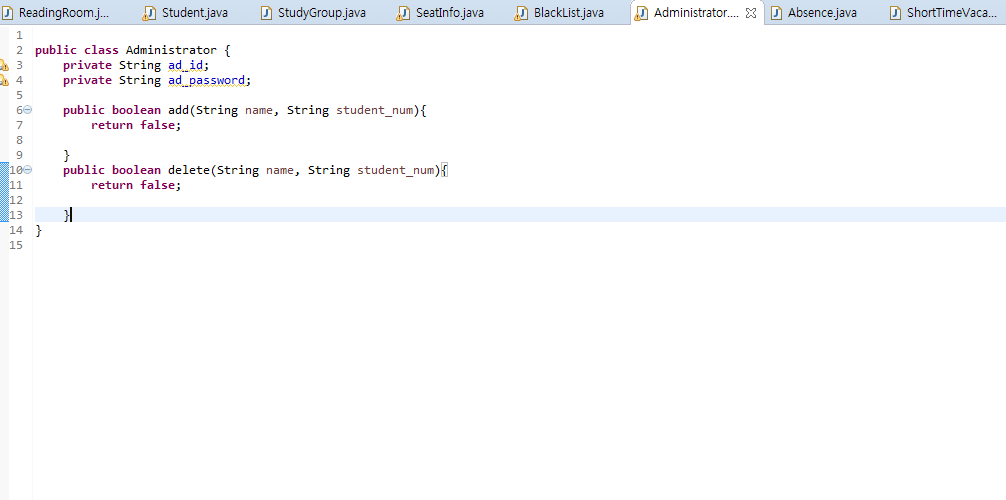 ReadingRoom.j... Student.java StudyGroup.java SeatInfo.java BlackList.java Administrator.... Absence.java ShortTimeVaca...
1
2 public class Administrator {
3 private String ad_id;
4 private String ad_password;
5
6 public boolean add(String name, String student_num){
7 return false;
8
9 }
10 public boolean delete(String name, String student_num){
11 return false;
12
13 }
14 }
15